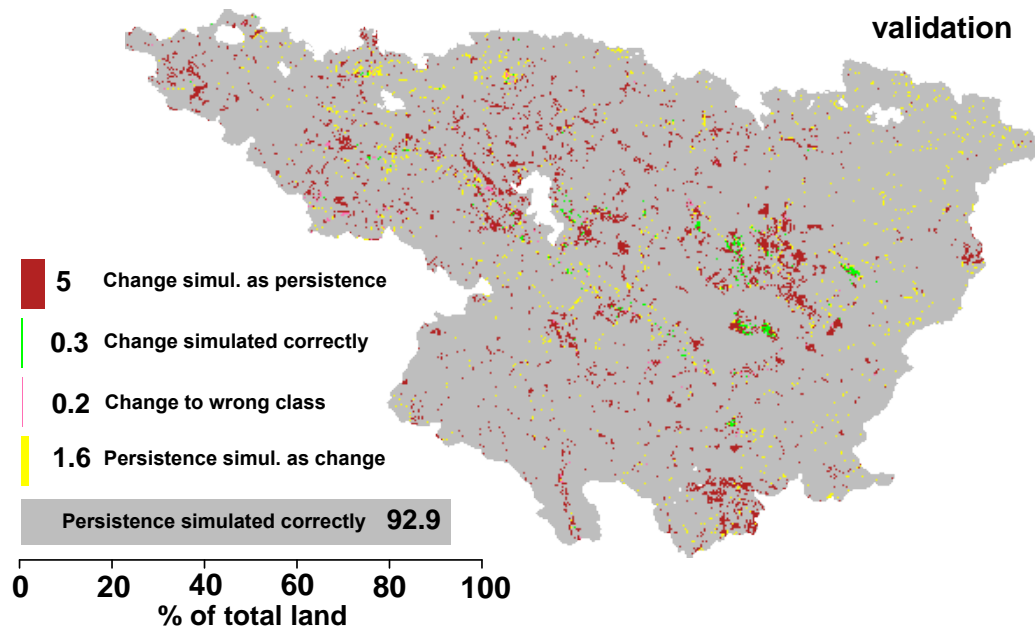 validation
5 Change simul. as persistence
0.3 Change simulated correctly
0.2 Change to wrong class
1.6 Persistence simul. as change
Persistence simulated correctly 92.9
0 20 40 60 80 100
% of total land